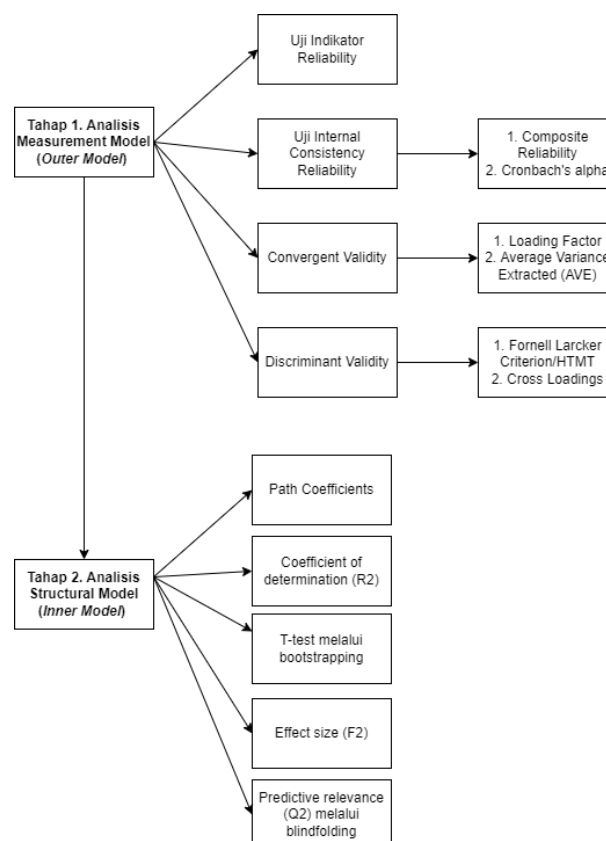 Uji Indikator
Reliability
Tahap 1. Analisis
Measurement Model
(Outer Model)
Uji Internal
Consistency
Reliability
1. Composite
Reliability
2. Cronbach's alpha
Convergent Validity
1. Loading Factor
2. Average Variance
Extracted (AVE)
Discriminant Validity
1. Fornell Larcker
Criterion/HTMT
2. Cross Loadings
Path Coefficients
Tahap 2. Analisis
Structural Model
(Inner Model)
Coefficient of
determination (R2)
T-test melalui
bootstrapping
Effect size (F2)
Predictive relevance
(Q2) melalui
blindfolding